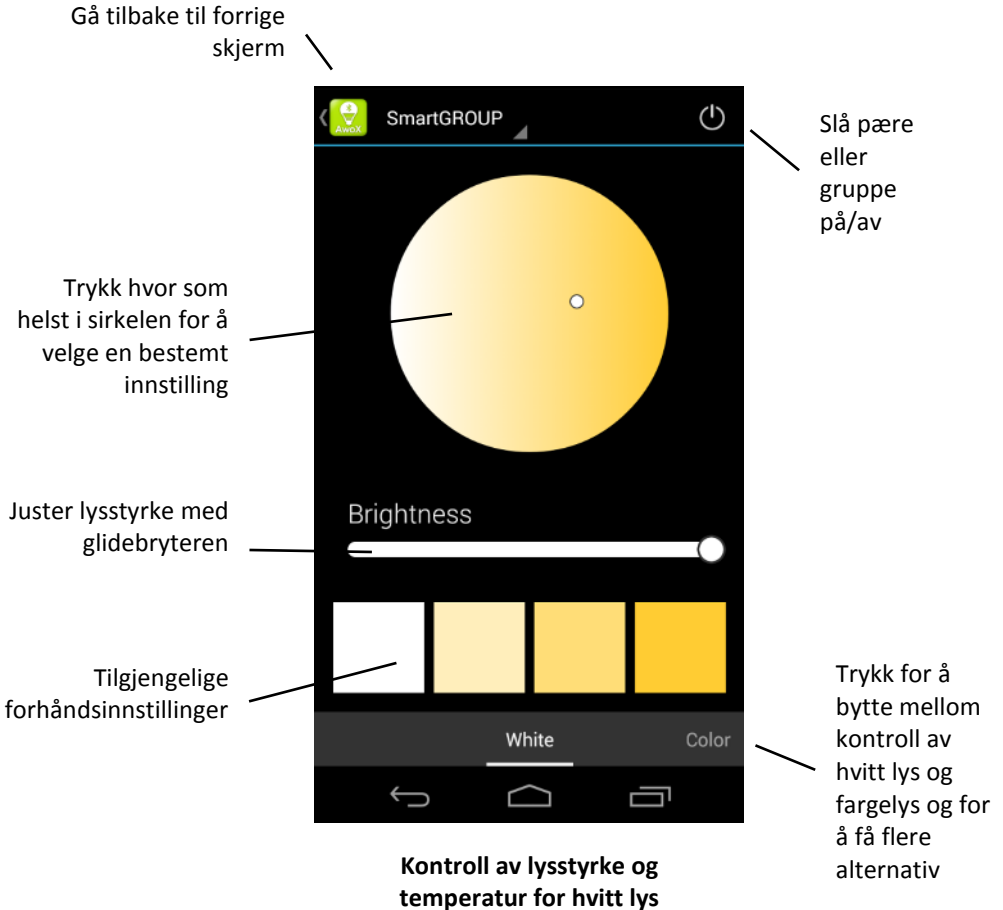 Gå tilbake til forrige
skjerm
AwoX
SmartGROUP
Slå pære
eller
gruppe
på/av
Trykk hvor som
helst i sirkelen for å
velge en bestemt
innstilling
Juster lysstyrke med
glidebryteren
Brightness
Tilgjengelige
forhåndsinnstillinger
Trykk for å
bytte mellom
kontroll av
hvitt lys og
fargelys og for
å få flere
alternativ
White
Color
Kontroll av lysstyrke og
temperatur for hvitt lys